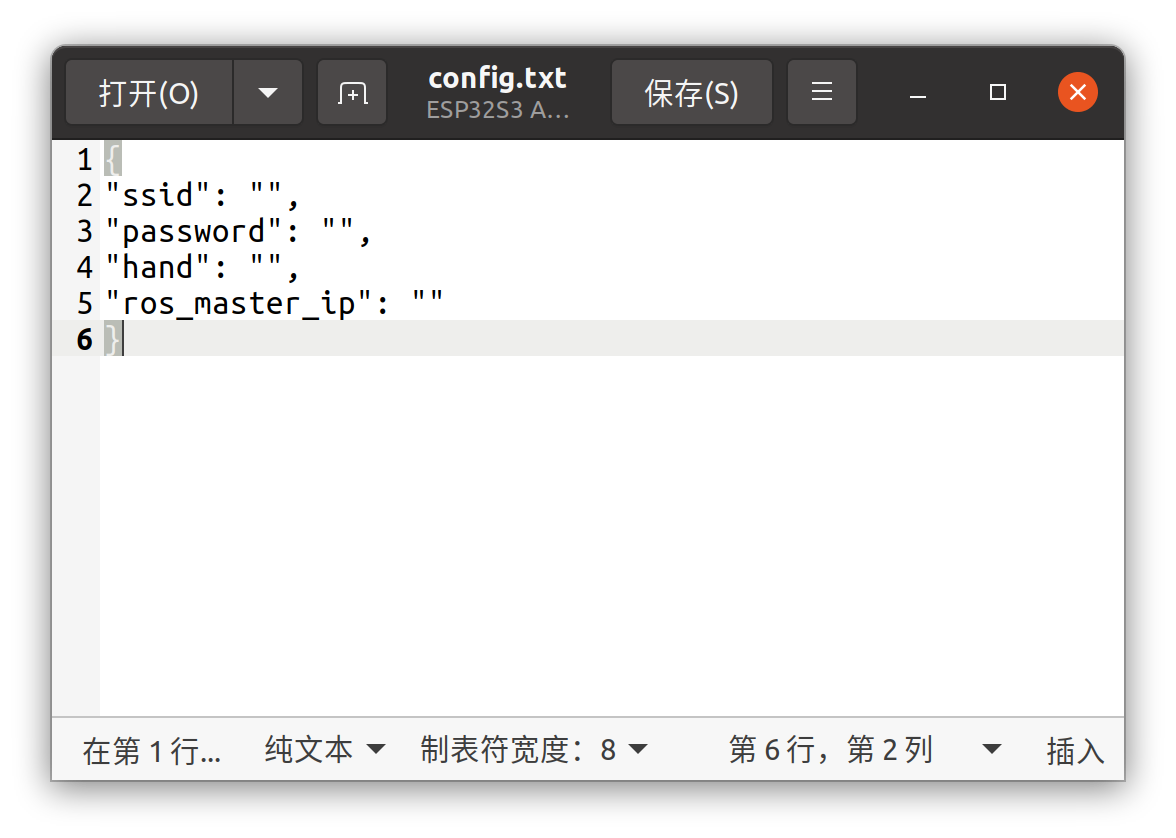 打开(O)
config.txt
ESP32S3 A...
保存(S)
1 {
2 "ssid": "",
3 "password": "",
4 "hand": "",
5 "ros_master_ip": ""
6 }
在第 1 行... 纯文本 制表符宽度：8 第 6 行，第 2 列 插入